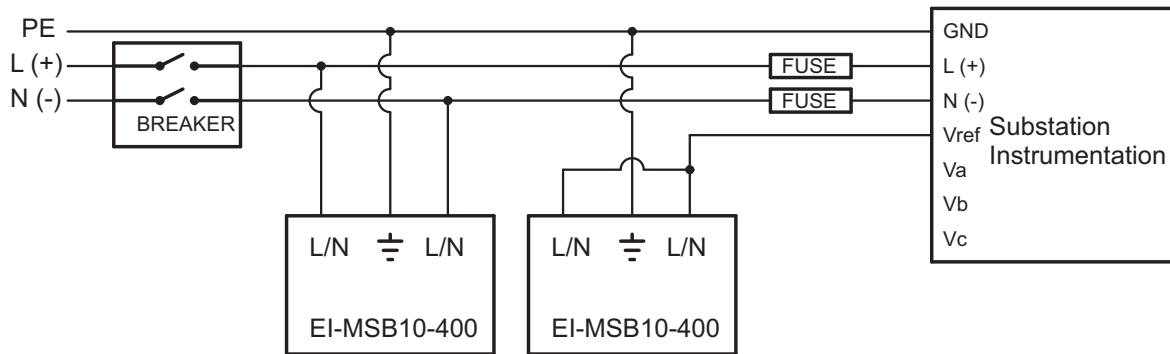 PE
L (+)
N (-)
BREAKER
FUSE
FUSE
GND
L (+)
N (-)
Vref
Va
Vb
Vc
Substation
Instrumentation
L/N L/N
EI-MSB10-400
L/N L/N
EI-MSB10-400